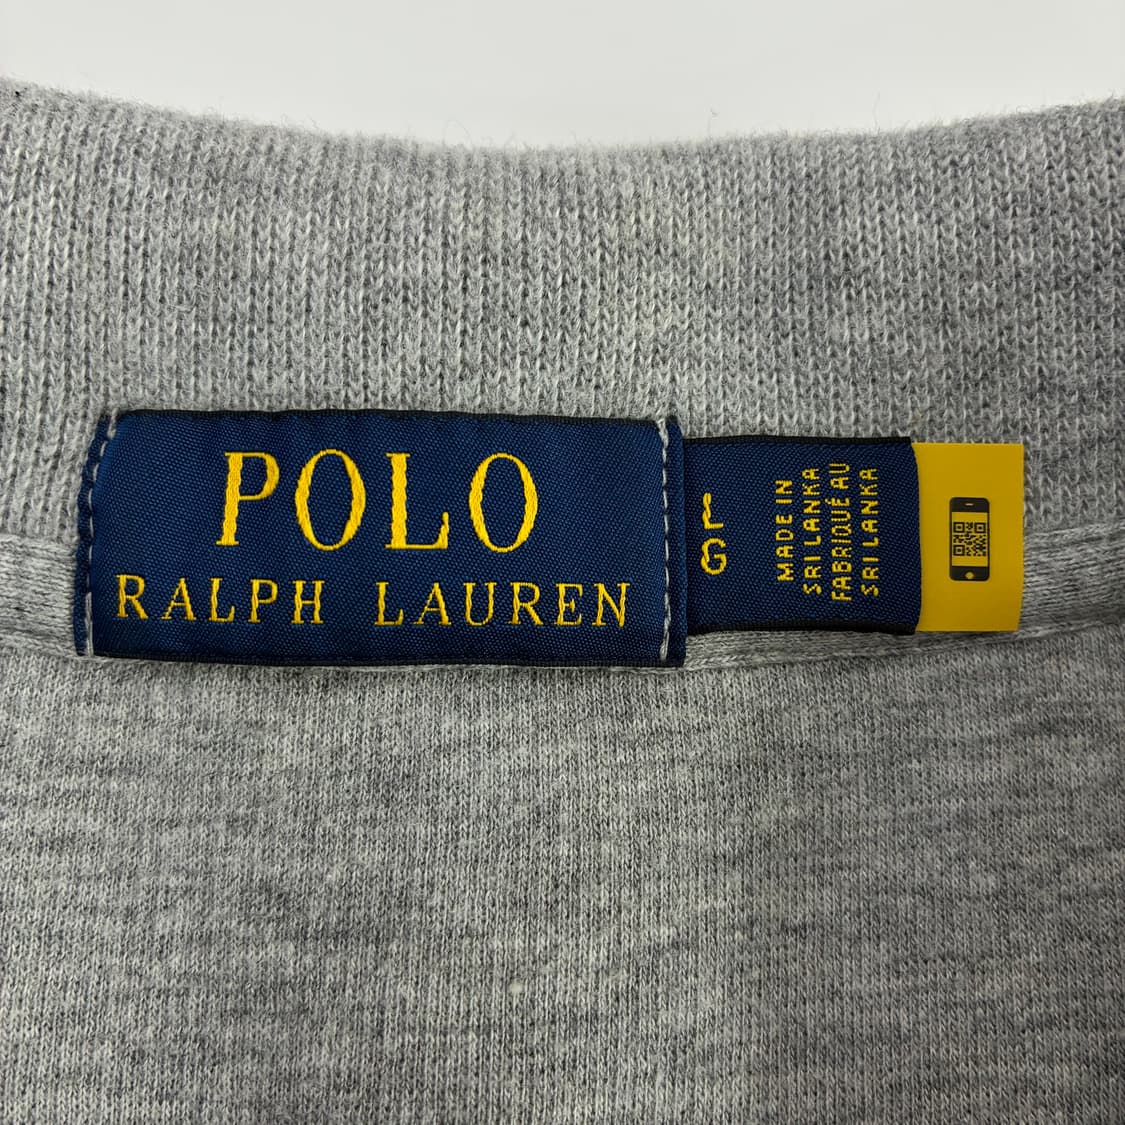 POLO
RALPH LAUREN
L
G
MADE IN
SRI LANKA
FABRIQUÉ AU
SRI LANKA